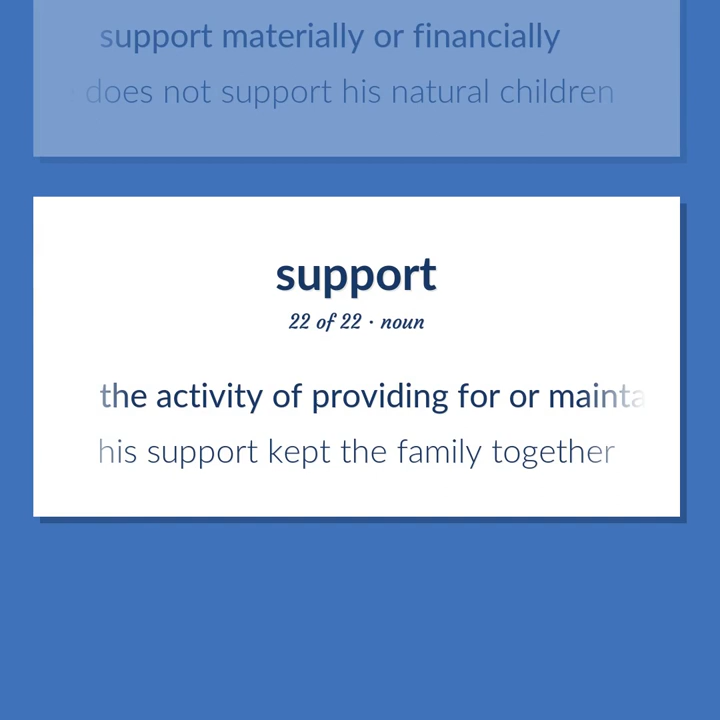 support materially or financially
does not support his natural children
support
22 of 22 · noun
the activity of providing for or mainta
his support kept the family together